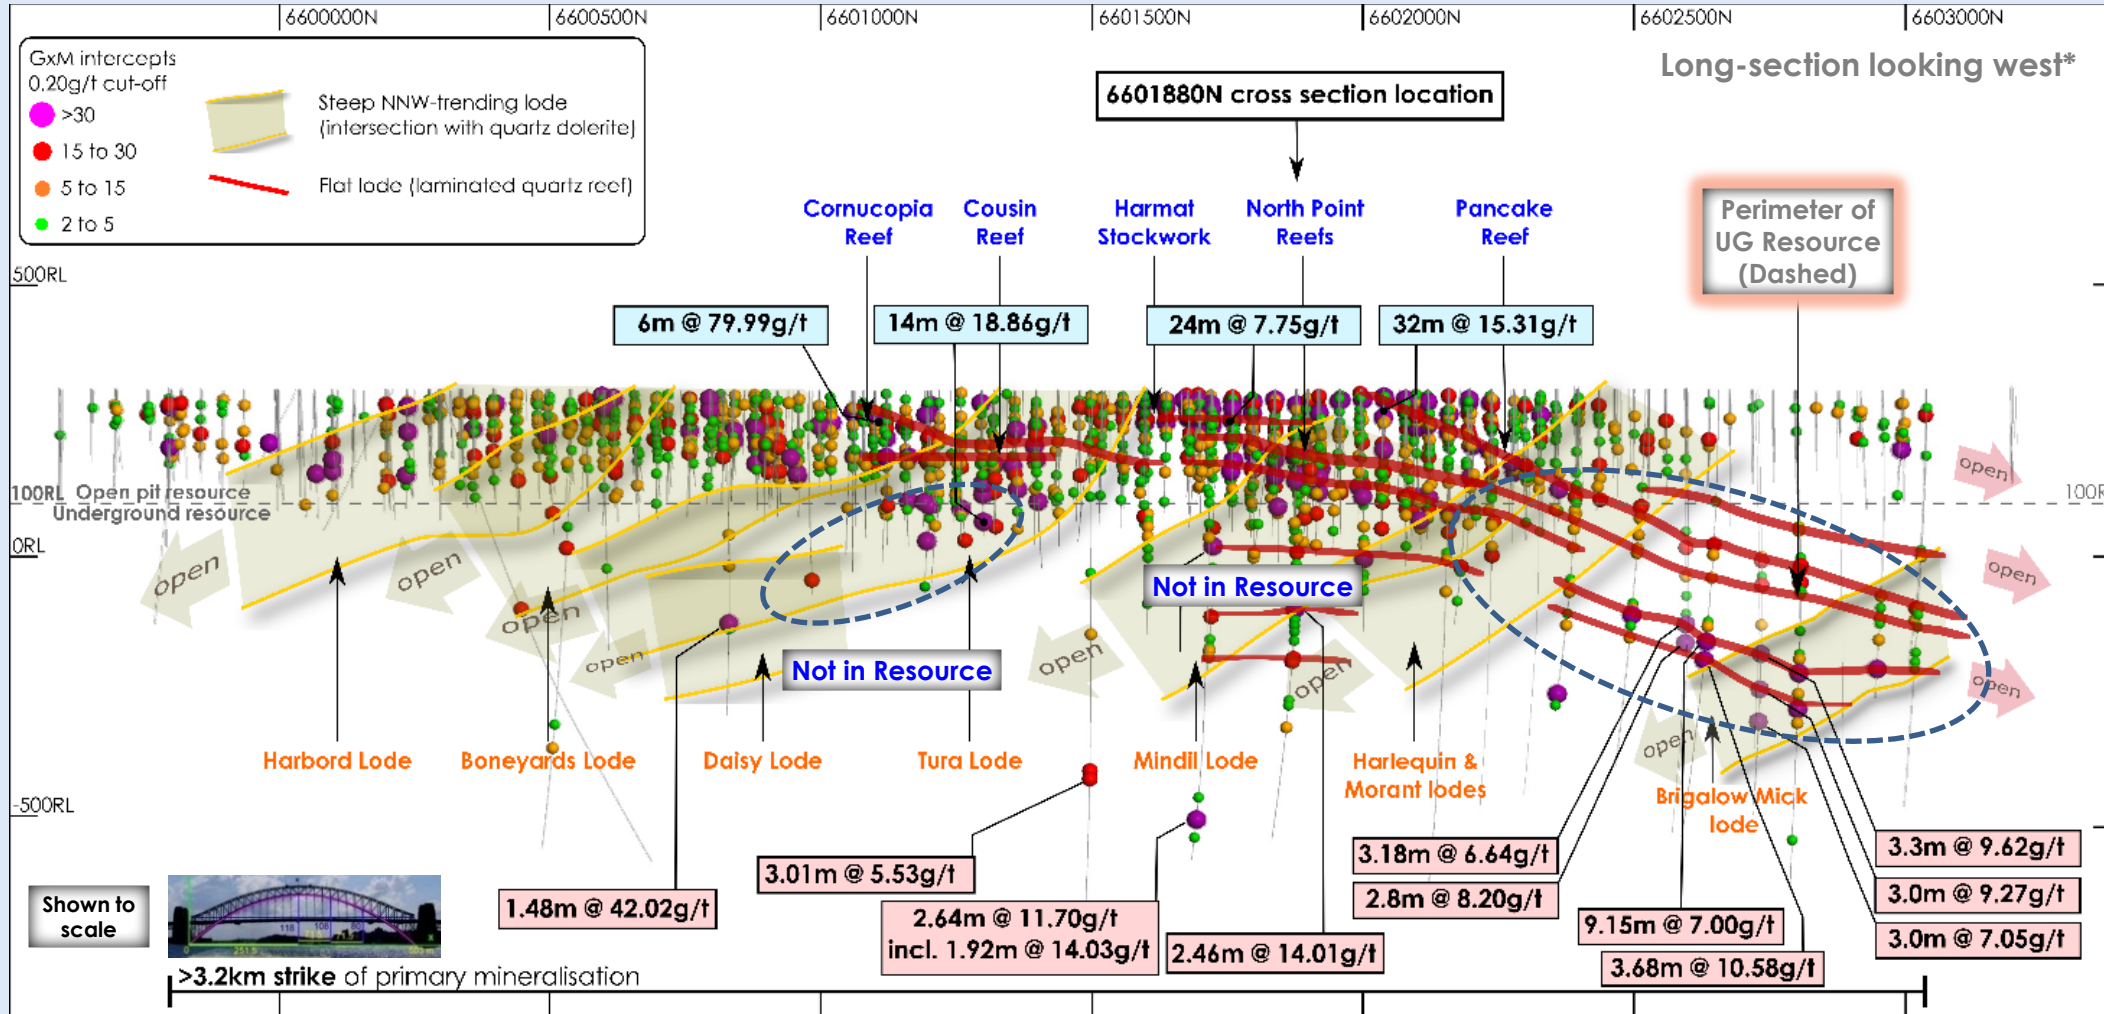 6600000N
6600500N
6601000N
6601500N
6602000N
6602500N
6603000N
GxM intercepts
0.20g/t cut-off
>30
15 to 30
5 to 15
2 to 5
Steep NNW-trending lode
(intersection with quartz dolerite)
Flat lode (laminated quartz reef)
Long-section looking west*
6601880N cross section location
Cornucopia
Reef
Cousin
Reef
Harmat
Stockwork
North Point
Reefs
Pancake
Reef
Perimeter of
UG Resource
(Dashed)
500RL
6m @ 79.99g/t
14m @ 18.86g/t
24m @ 7.75g/t
32m @ 15.31g/t
100RL
Open pit resource
Underground resource
100R
0RL
open
open
open
open
open
open
open
open
open
open
Not in Resource
Not in Resource
Harbord Lode
Boneyards Lode
Daisy Lode
Tura Lode
Mindil Lode
Harlequin &
Morant lodes
Brigalow Mick
lode
-500RL
1.48m @ 42.02g/t
3.01m @ 5.53g/t
2.64m @ 11.70g/t
incl. 1.92m @ 14.03g/t
2.46m @ 14.01g/t
3.18m @ 6.64g/t
2.8m @ 8.20g/t
9.15m @ 7.00g/t
3.68m @ 10.58g/t
3.3m @ 9.62g/t
3.0m @ 9.27g/t
3.0m @ 7.05g/t
Shown to
scale
118
108
0
251.5
>3.2km strike of primary mineralisation